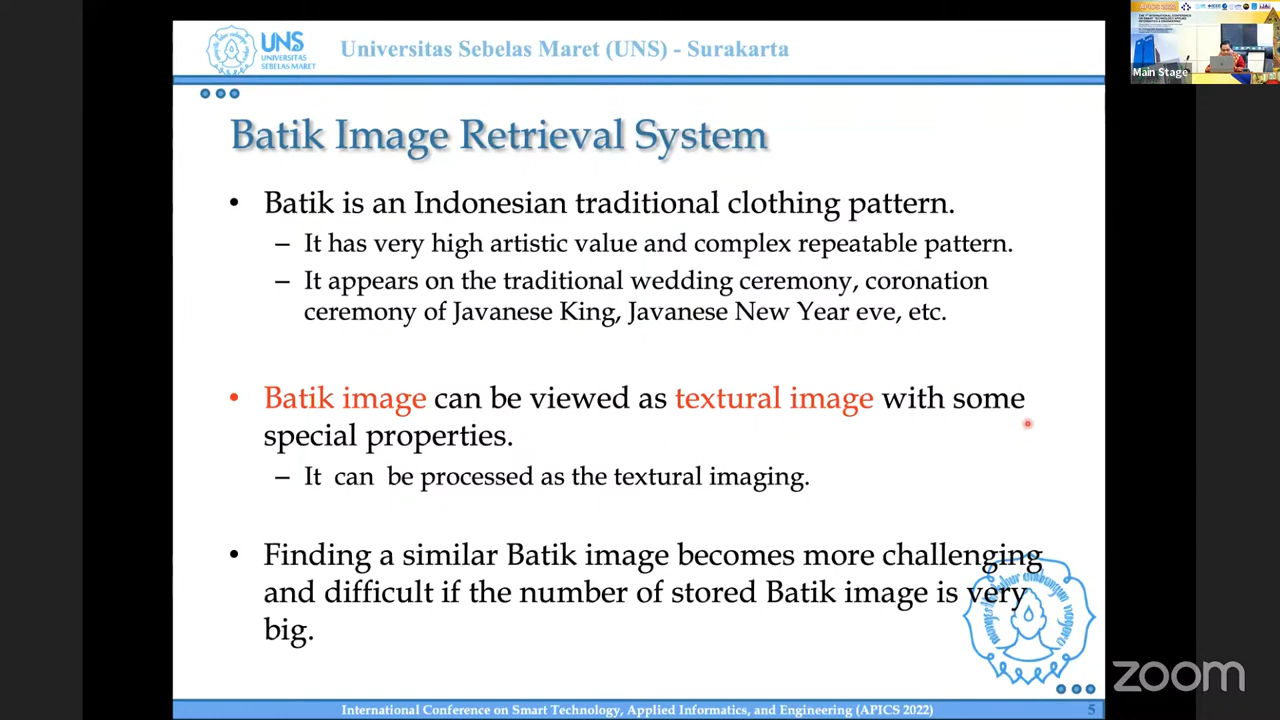 UNS
UNIVERSITAS
SEBELAS MARET
Universitas Sebelas Maret (UNS) - Surakarta
APICS 2022
Main Stage
Batik Image Retrieval System
• Batik is an Indonesian traditional clothing pattern.
– It has very high artistic value and complex repeatable pattern.
– It appears on the traditional wedding ceremony, coronation
ceremony of Javanese King, Javanese New Year eve, etc.
• Batik image can be viewed as textural image with some
special properties.
– It can be processed as the textural imaging.
• Finding a similar Batik image becomes more challenging
and difficult if the number of stored Batik image is very
big.
zoom
International Conference on Smart Technology, Applied Informatics, and Engineering (APICS 2022)
5